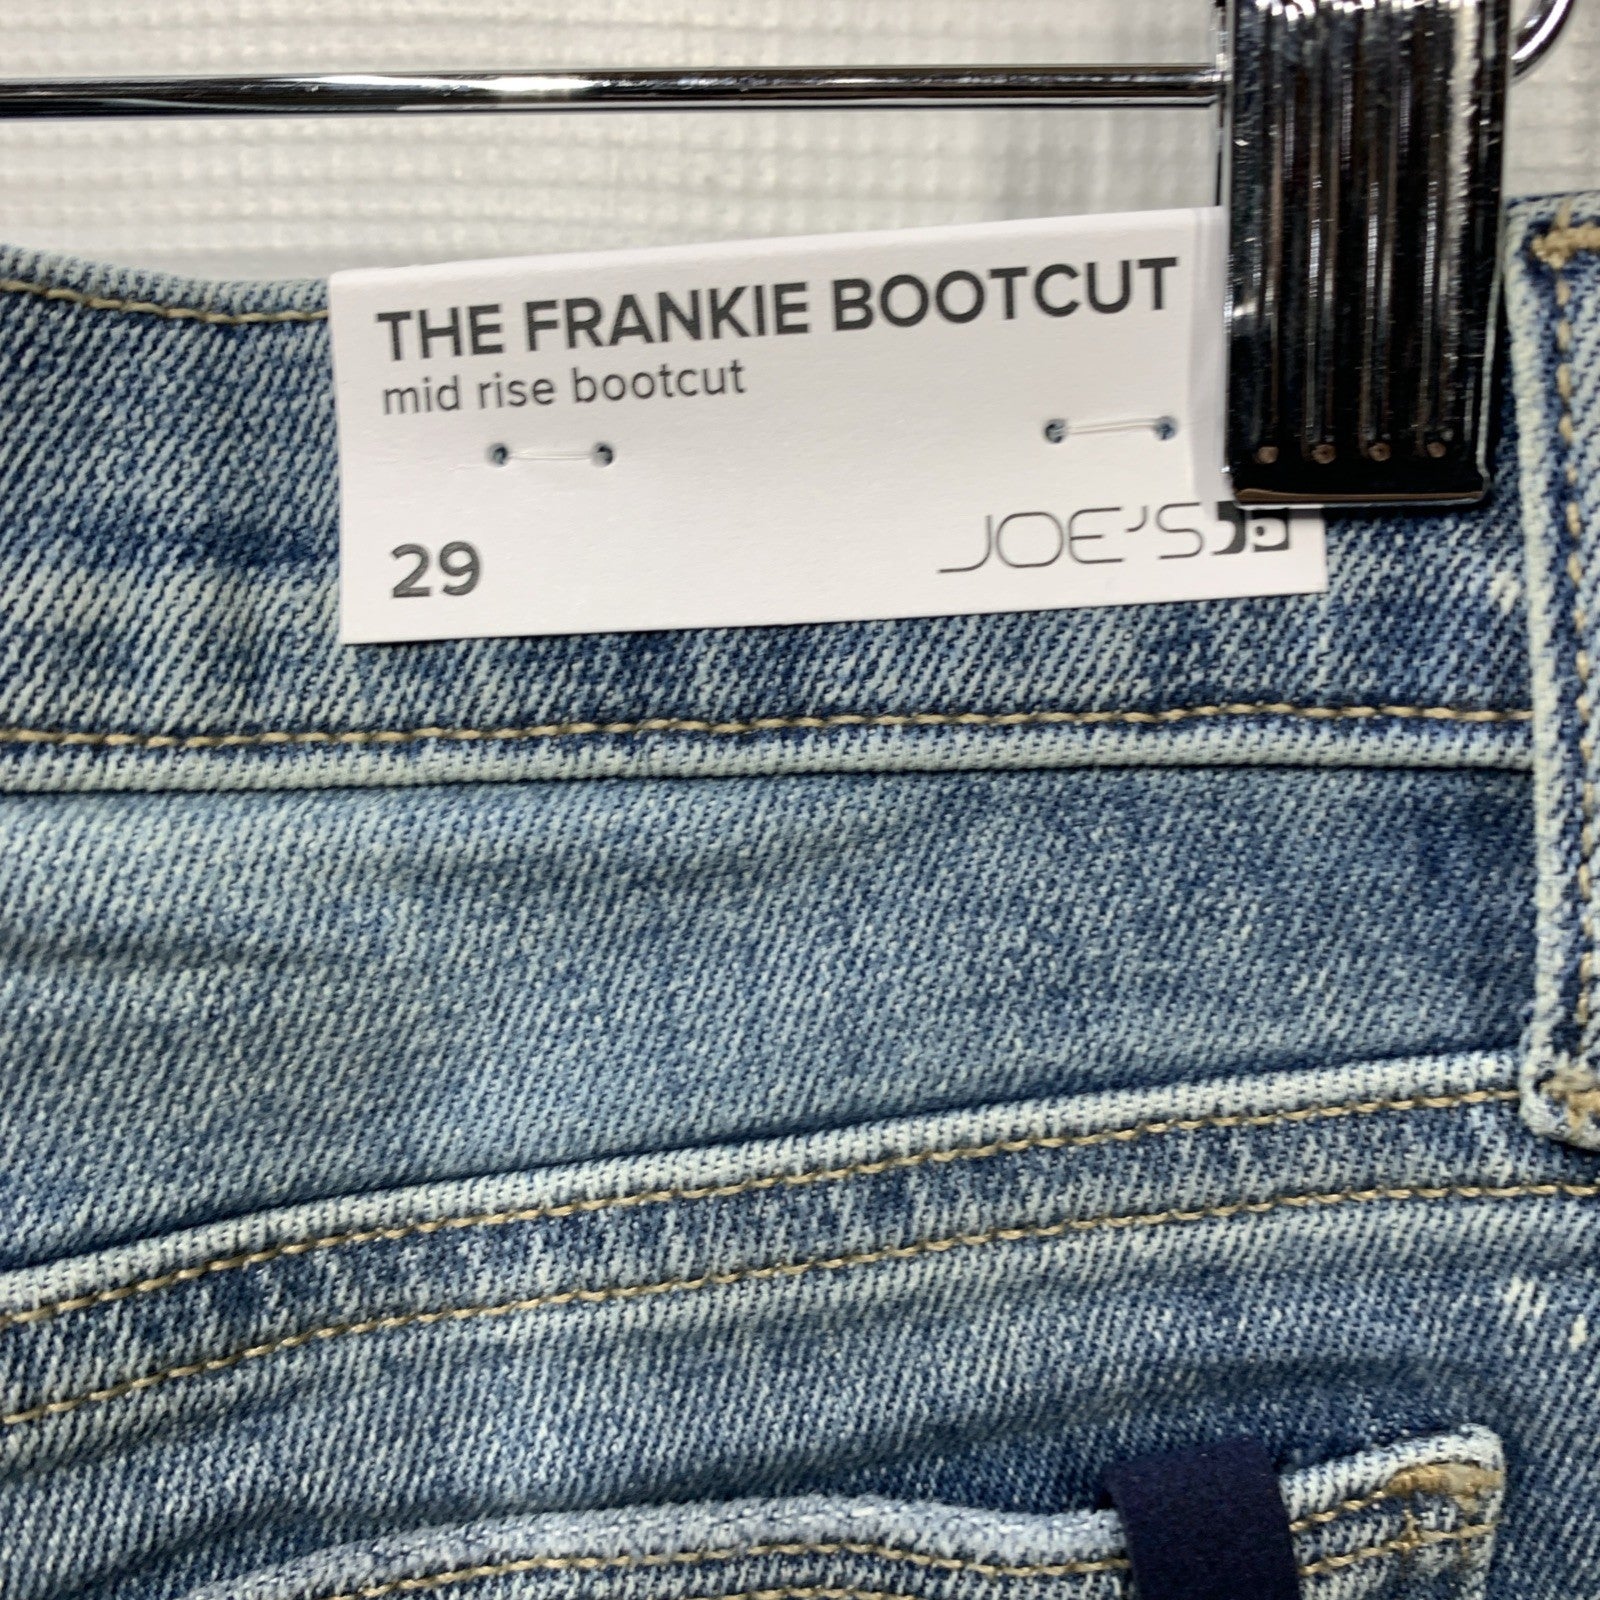 THE FRANKIE BOOTCUT
mid rise bootcut
29
JOE'S